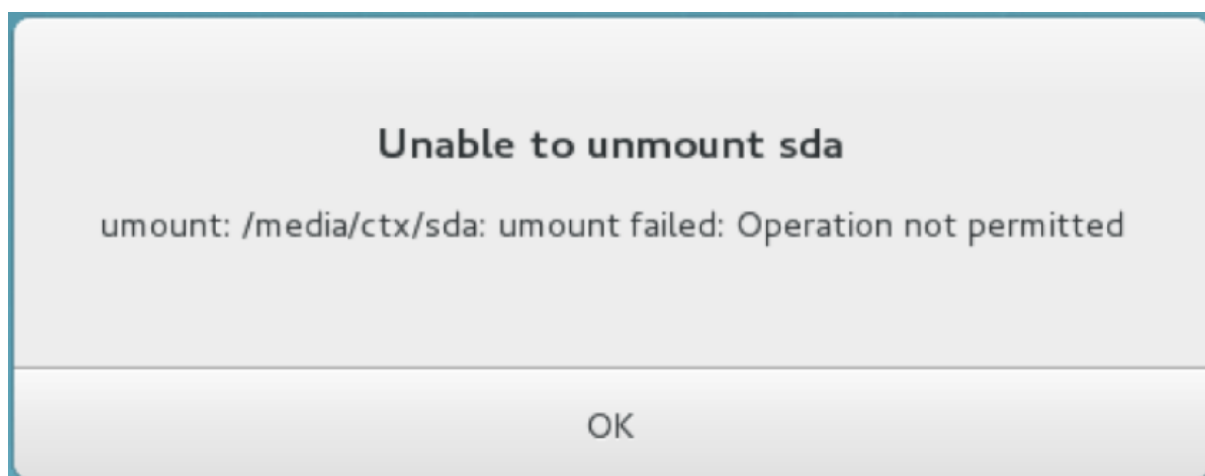 Unable to unmount sda
umount: /media/ctx/sda: umount failed: Operation not permitted
OK